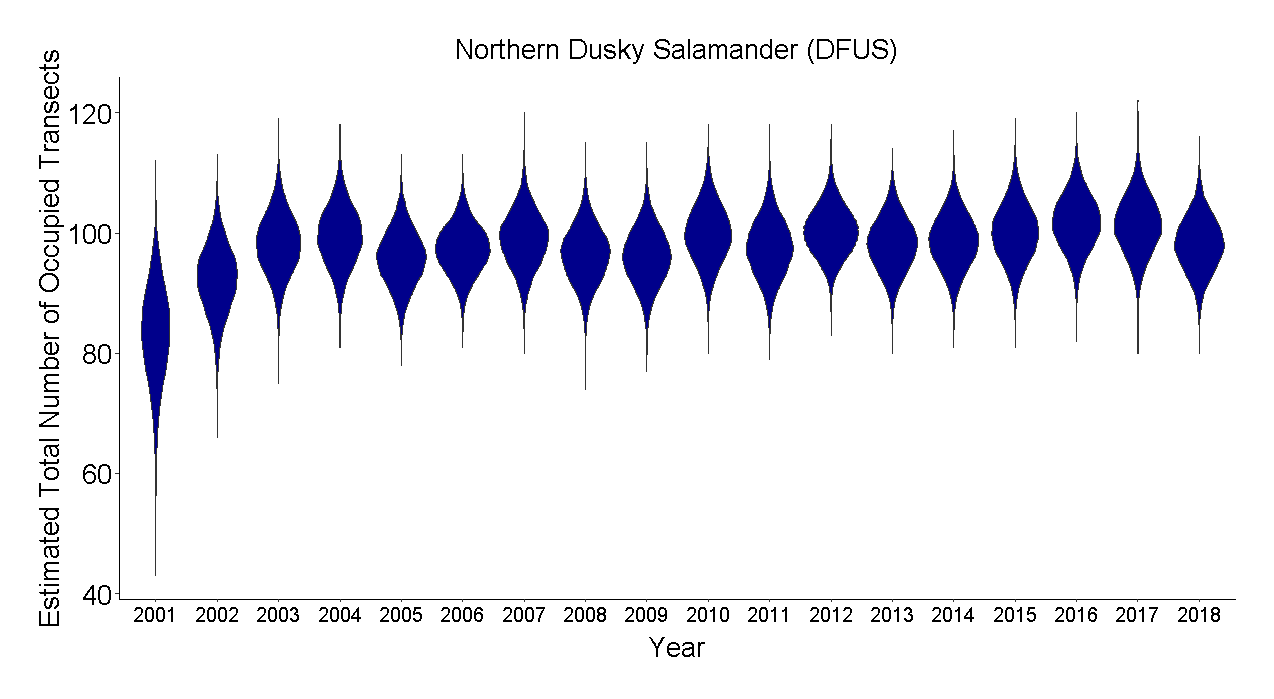 Northern Dusky Salamander (DFUS)
Estimated Total Number of Occupied Transects
120
100
80
60
40
2001 2002 2003 2004 2005 2006 2007 2008 2009 2010 2011 2012 2013 2014 2015 2016 2017 2018
Year